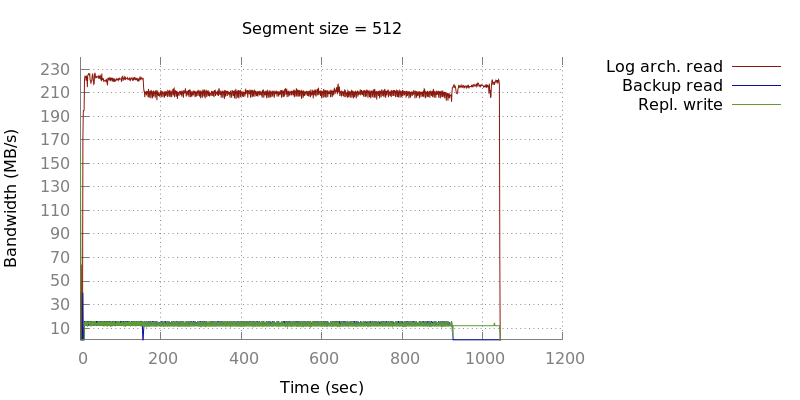 Segment size = 512
Log arch. read
Backup read
Repl. write
Bandwidth (MB/s)
230
210
190
170
150
130
110
90
70
50
30
10
0 200 400 600 800 1000 1200
Time (sec)